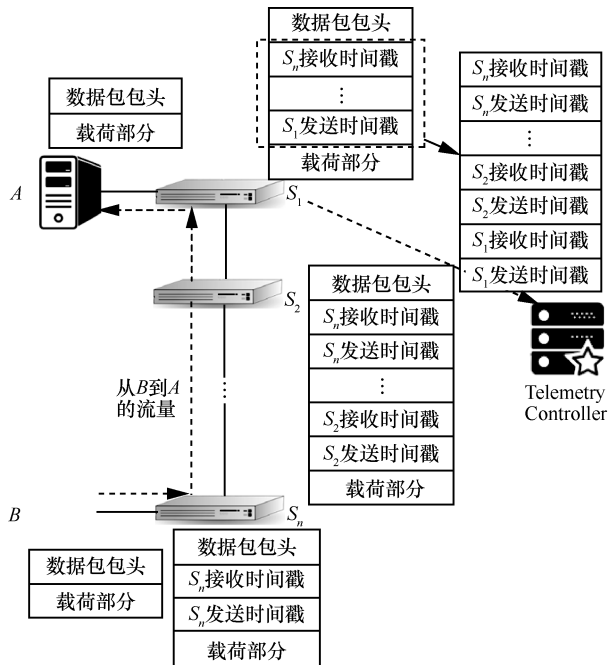 数据包包头
Sn接收时间戳
⋮
S1发送时间戳
载荷部分
Sn接收时间戳
Sn发送时间戳
⋮
S2接收时间戳
S2发送时间戳
S1接收时间戳
S1发送时间戳
数据包包头
载荷部分
A
S1
S2
数据包包头
Sn接收时间戳
Sn发送时间戳
⋮
S2接收时间戳
S2发送时间戳
载荷部分
Telemetry
Controller
⋮
从B到A
的流量
B
Sn
数据包包头
载荷部分
数据包包头
Sn接收时间戳
Sn发送时间戳
载荷部分